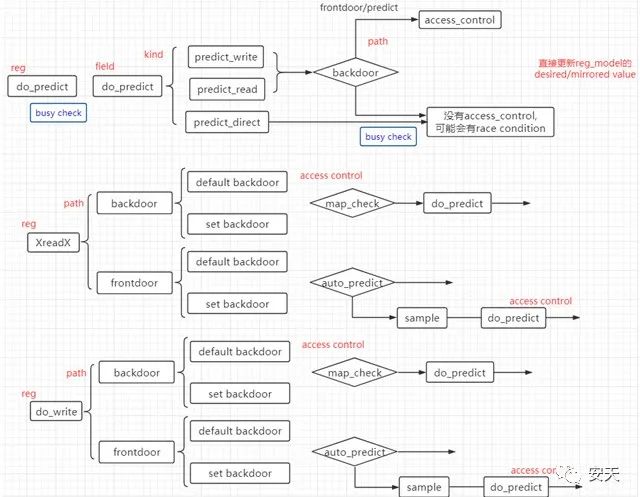 frontdoor/predict
access_control
path
kind
reg
field
predict_write
do_predict
do_predict
predict_read
backdoor
直接更新reg_model的
desired/mirrored value
busy check
predict_direct
busy check
没有access_control,
可能会有race condition
default backdoor
access control
path
backdoor
map_check
do_predict
reg
set backdoor
XreadX
default backdoor
frontdoor
auto_predict
set backdoor
access control
sample
do_predict
default backdoor
access control
path
backdoor
map_check
do_predict
reg
set backdoor
do_write
default backdoor
frontdoor
auto_predict
set backdoor
access
安天
sample
do_predict